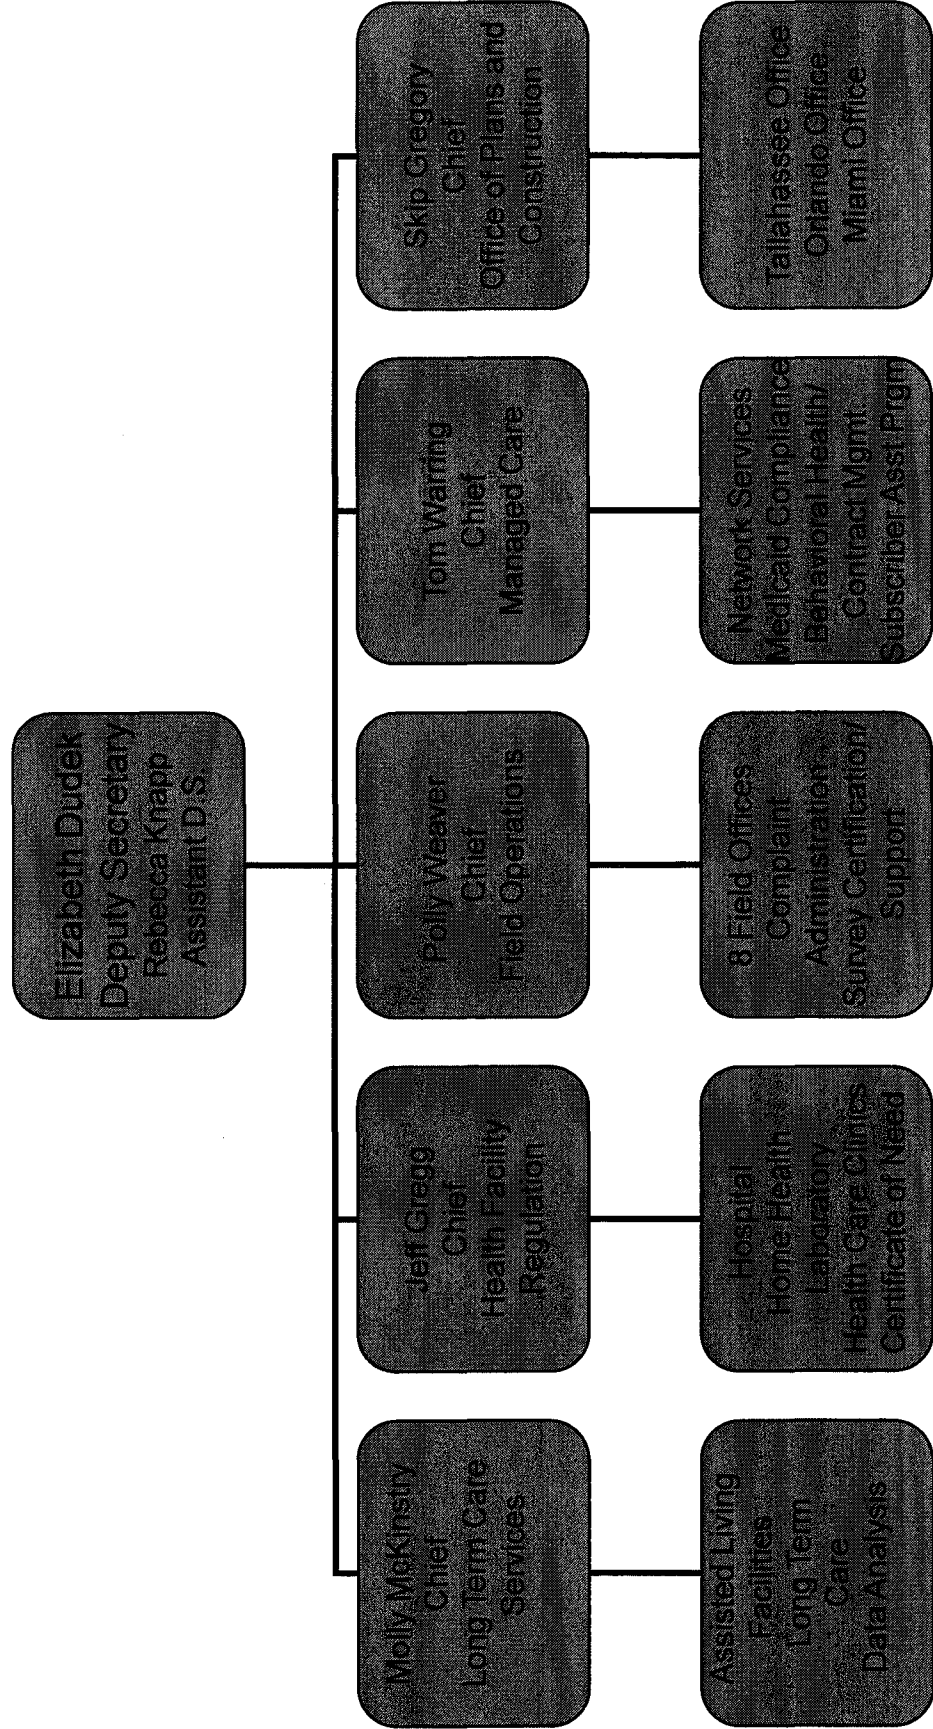 Elizabeth Dudek
Deputy Secretary
Rebecca Knapp
Assistant D.S
Molly McKinstry
Chief
Long Term Care
Services
Jeff Gregg
Chief
Health Facility
Regulation
Polly Weaver
Chief
Field Operations
Tom Warring
Chief
Managed Care
Skip Gregory
Chief
Office of Plans and
Construction
Assisted Living
Facilities
Long Term
Care
Data Analysis
Hospital
Home Health
Laboratory
Health Care Clinics
Certificate of Need
8 Field Offices
Complaint
Administration
Survey Certification/
Support
Network Services
Medicaid Compliance
Behavioral Health/
Contract Mgmt.
Subscriber Asst Prgm
Tallahassee Office
Orlando Office
Miami Office